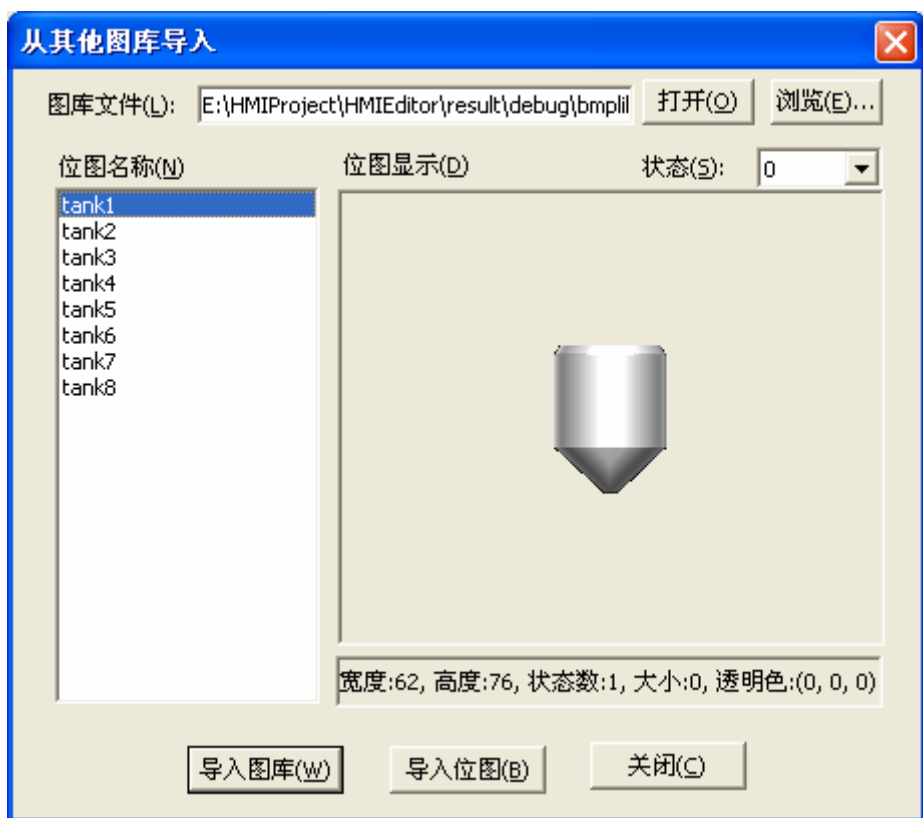 从其他图库导入
图库文件(L): E:\HMIProject\HMIEditor\result\debug\bmplil 打开(O) 浏览(E)...
位图名称(N) 位图显示(D) 状态(S): 0
tank1
tank2
tank3
tank4
tank5
tank6
tank7
tank8
宽度:62, 高度:76, 状态数:1, 大小:0, 透明色:(0, 0, 0)
导入图库(W) 导入位图(B) 关闭(C)